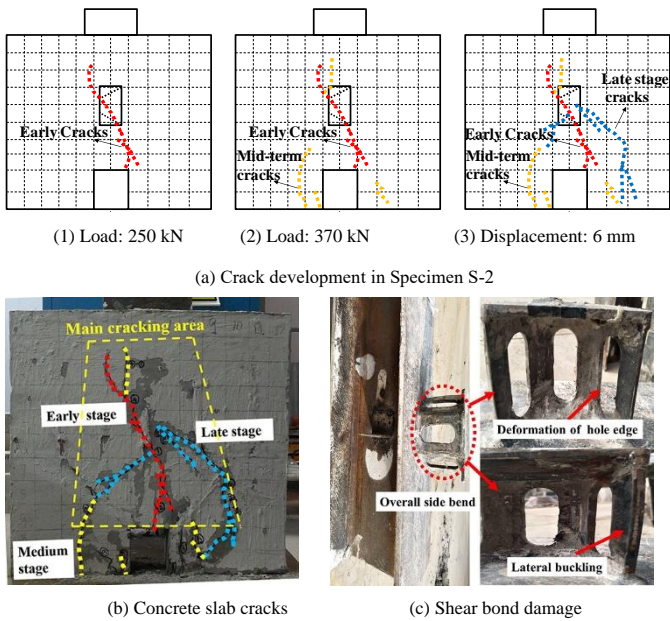 Early Cracks
(1) Load: 250 kN
Early Cracks
Mid-term
cracks
(2) Load: 370 kN
Late stage
cracks
Early Cracks
Mid-term
cracks
(3) Displacement: 6 mm
(a) Crack development in Specimen S-2
Main cracking area
Early stage
Late stage
Medium
stage
(b) Concrete slab cracks
Overall side bend
Deformation of hole edge
Lateral buckling
(c) Shear bond damage